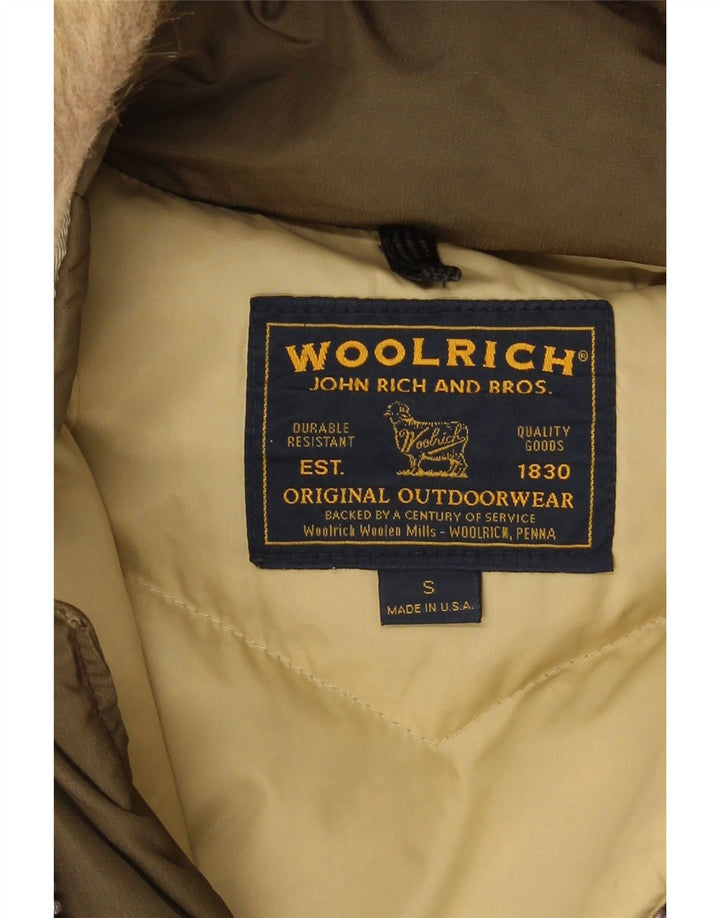 WOOLRICH®
JOHN RICH AND BROS.
DURABLE
RESISTANT
Woolrich
QUALITY
GOODS
EST.
1830
ORIGINAL OUTDOORWEAR
BACKED BY A CENTURY OF SERVICE
Woolrick Woolen Mills - WOOLRICH, PENNA
S
MADE IN U.S.A.